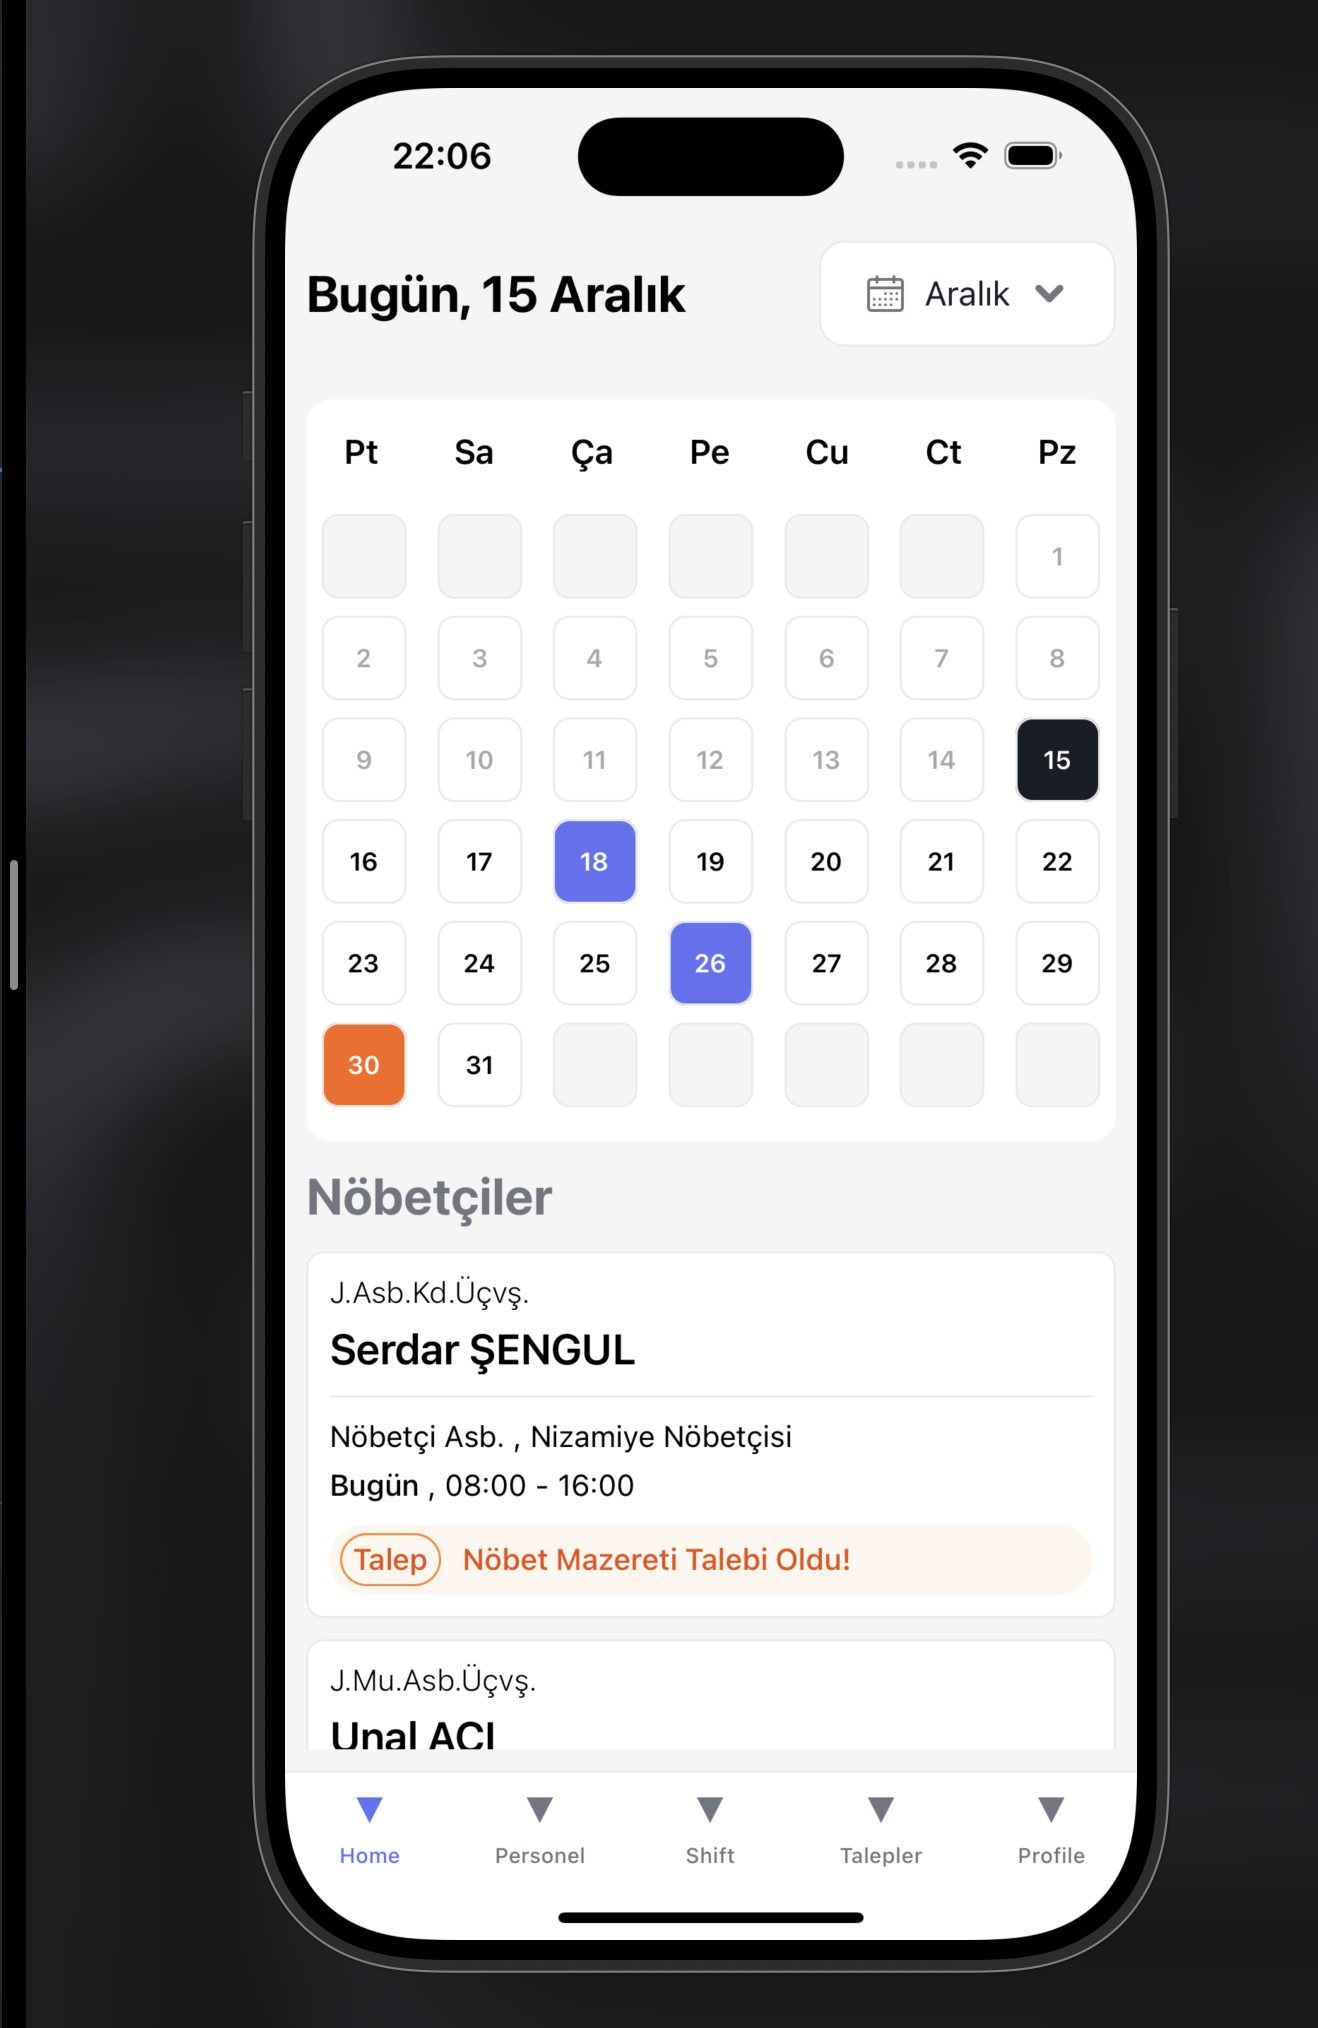 22:06
Bugün, 15 Aralık
Aralık
Pt Sa Ça Pe Cu Ct Pz
1
2 3 4 5 6 7 8
9 10 11 12 13 14 15
16 17 18 19 20 21 22
23 24 25 26 27 28 29
30 31
Nöbetçiler
J.Asb.Kd.Üçvş.
Serdar ŞENGUL
Nöbetçi Asb. , Nizamiye Nöbetçisi
Bugün , 08:00 - 16:00
Talep Nöbet Mazereti Talebi Oldu!
J.Mu.Asb.Üçvş.
Unal ACI
Home Personel Shift Talepler Profile